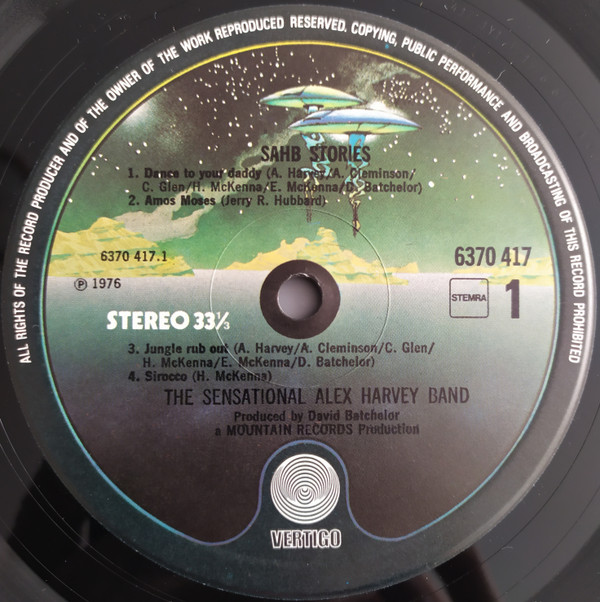 ALL RIGHTS OF THE RECORD PRODUCER AND OF THE OWNER OF THE WORK REPRODUCED RESERVED. COPYING, PUBLIC PERFORMANCE AND BROADCASTING OF THIS RECORD PROHIBITED
SAHB STORIES
1. Dance to your daddy (A. Harvey/A. Cleminson/
C. Glen/H. McKenna/E. McKenna/D. Batchelor)
2. Amos Moses (Jerry R. Hubbard)
6370 417.1
6370 417
Ⓟ 1976
STEMRA
1
STEREO 33⅓
3. Jungle rub out (A. Harvey/A. Cleminson/C. Glen/
H. McKenna/E. McKenna/D. Batchelor)
4. Sirocco (H. McKenna)
THE SENSATIONAL ALEX HARVEY BAND
Produced by David Batchelor
a MOUNTAIN RECORDS Production
VERTIGO